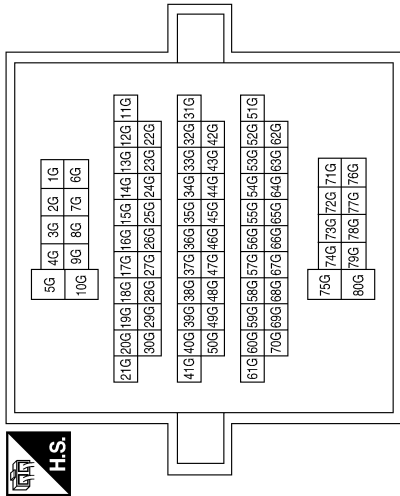 H.S.
5G 4G 3G 2G 1G
10G 9G 8G 7G 6G
21G 20G 19G 18G 17G 16G 15G 14G 13G 12G 11G
30G 29G 28G 27G 26G 25G 24G 23G 22G
41G 40G 39G 38G 37G 36G 35G 34G 33G 32G 31G
50G 49G 48G 47G 46G 45G 44G 43G 42G
61G 60G 59G 58G 57G 56G 55G 54G 53G 52G 51G
70G 69G 68G 67G 66G 65G 64G 63G 62G
75G 74G 73G 72G 71G
80G 79G 78G 77G 76G